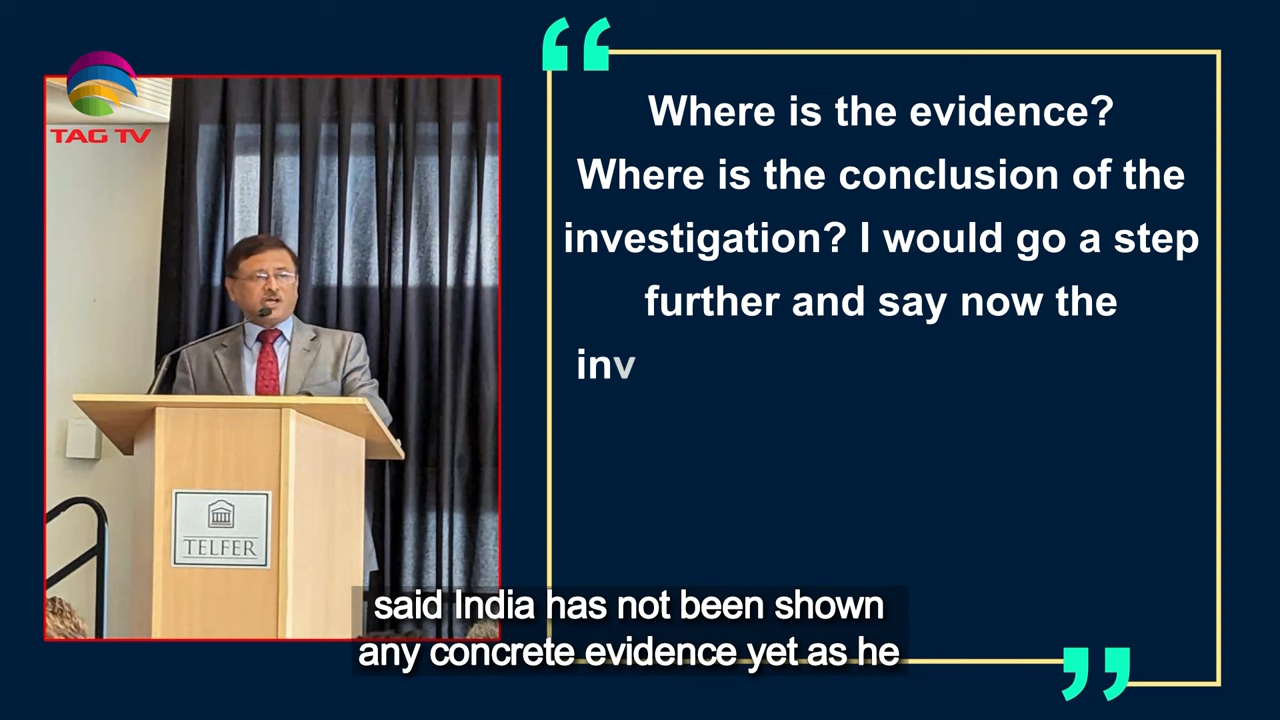 TAG TV
TELFER
Where is the evidence?
Where is the conclusion of the
investigation? I would go a step
further and say now the
inv
said India has not been shown
any concrete evidence yet as he